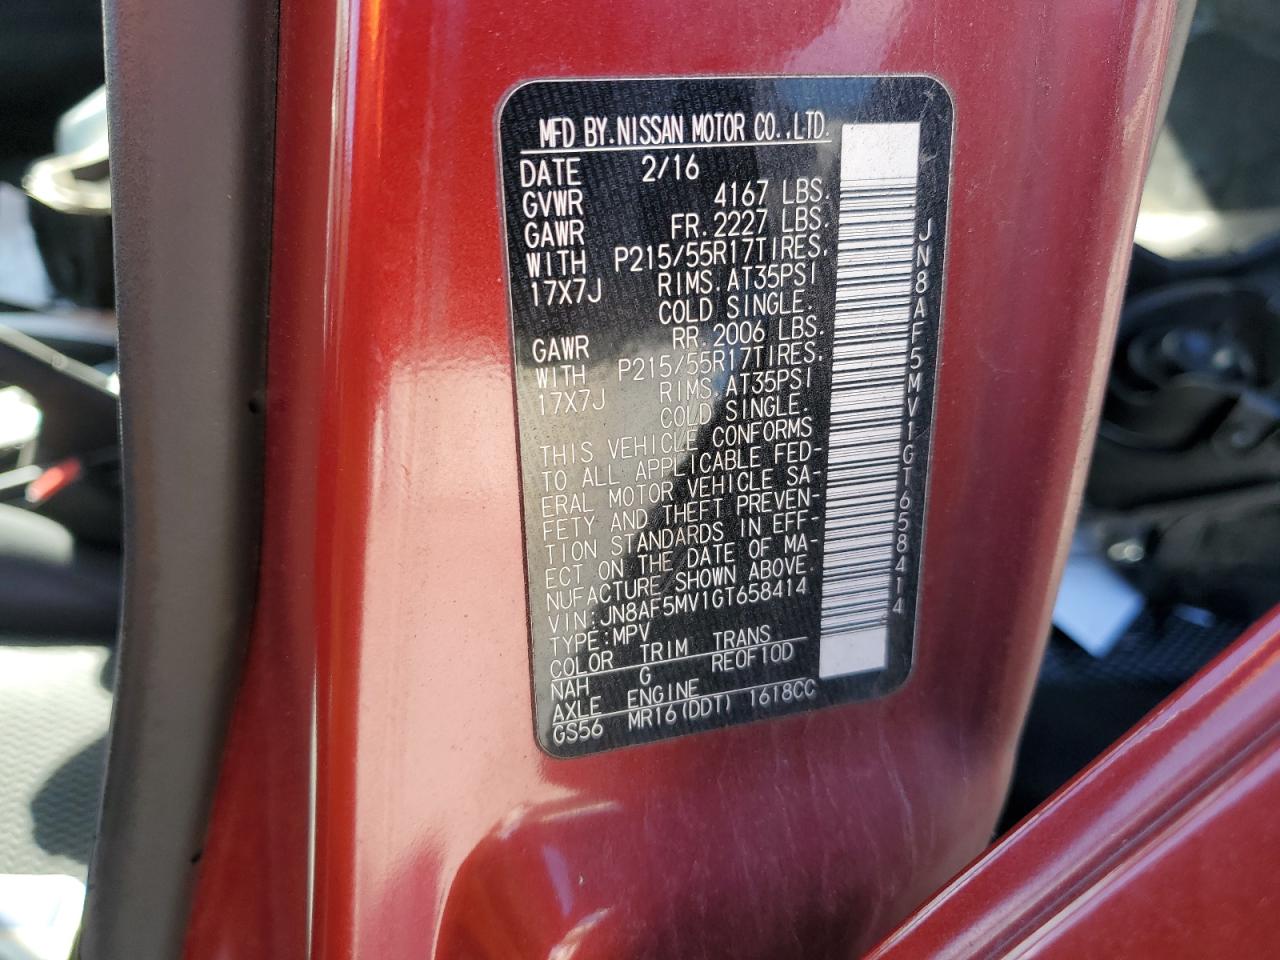 MFD BY.NISSAN MOTOR CO.,LTD.
DATE 2/16
GVWR 4167 LBS.
GAWR FR.2227 LBS.
WITH P215/55R17TIRES.
17X7J RIMS.AT35PSI
COLD SINGLE.
GAWR RR.2006 LBS.
WITH P215/55R17TIRES.
17X7J RIMS.AT35PSI
COLD SINGLE.
THIS VEHICLE CONFORMS
TO ALL APPLICABLE FED-
ERAL MOTOR VEHICLE SA-
FETY AND THEFT PREVEN-
TION STANDARDS IN EFF-
ECT ON THE DATE OF MA-
NUFACTURE SHOWN ABOVE.
VIN:JN8AF5MV1GT658414
TYPE:MPV
COLOR TRIM TRANS
NAH G REOF10D
AXLE ENGINE
GS56 MR16(DDT) 1618CC
JN8AF5MV1GT658414